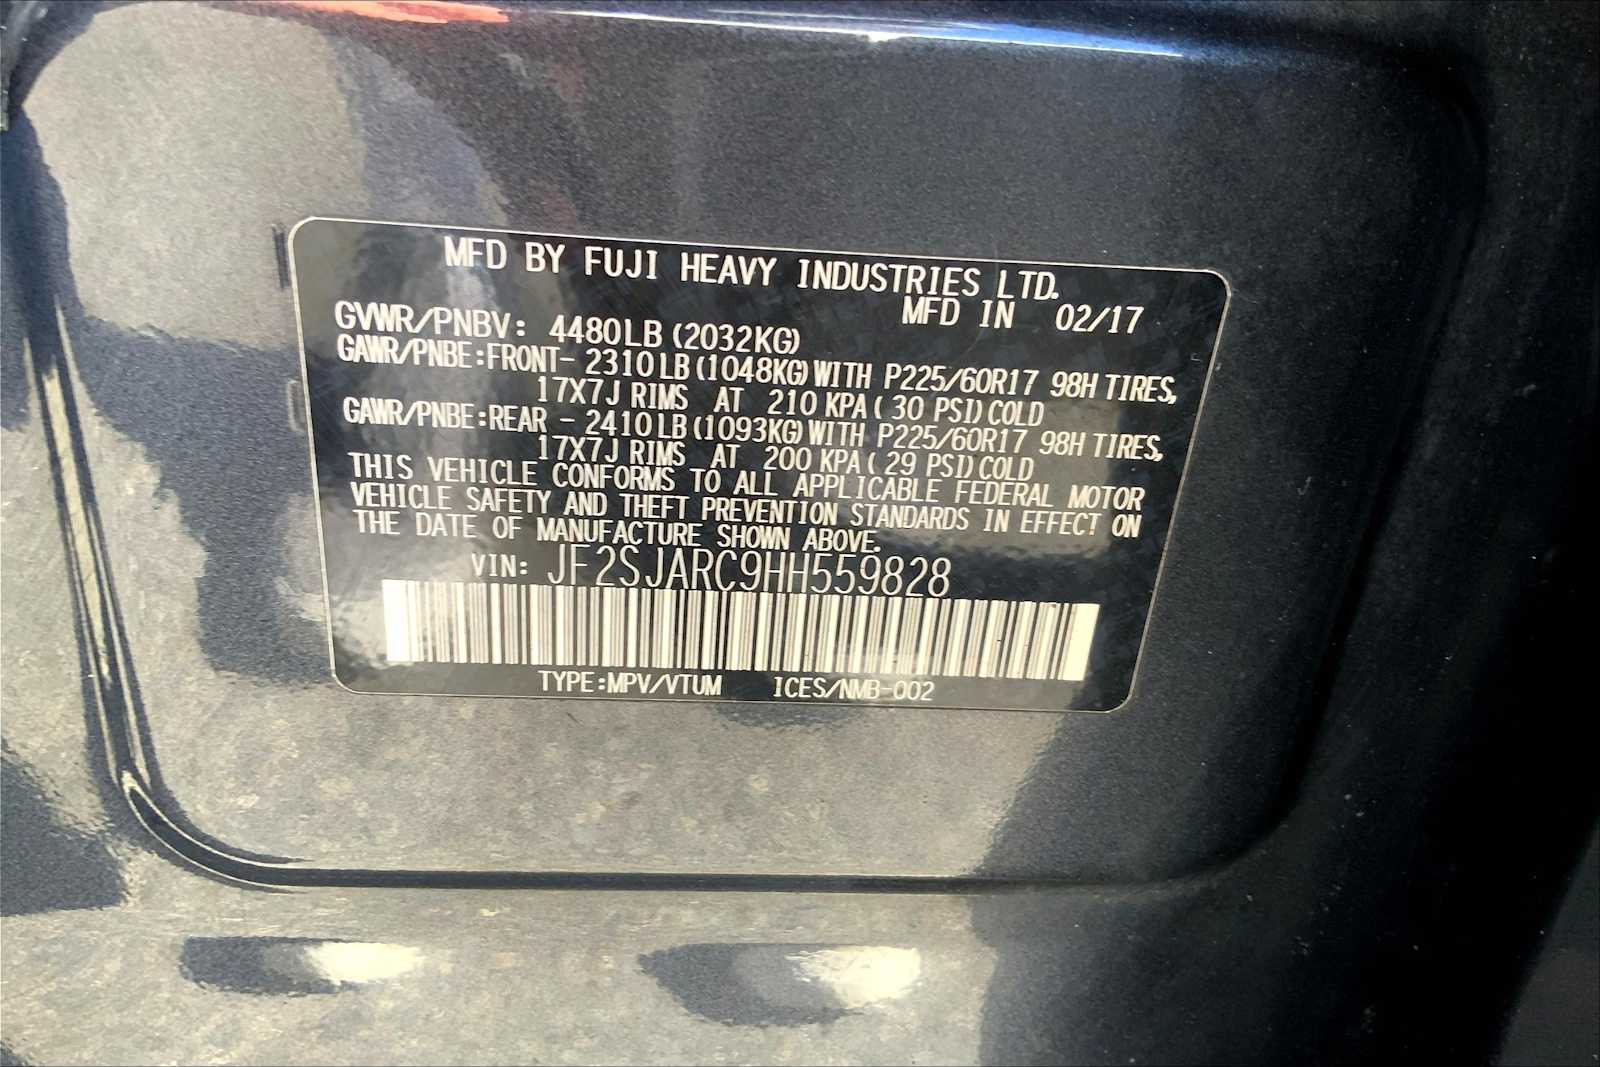 MFD BY FUJI HEAVY INDUSTRIES LTD.
MFD IN 02/17
GVWR/PNBV: 4480LB (2032KG)
GAWR/PNBE:FRONT- 2310LB(1048KG)WITH P225/60R17 98H TIRES,
17X7J RIMS AT 210 KPA( 30 PSI)COLD
GAWR/PNBE:REAR - 2410LB(1093KG)WITH P225/60R17 98H TIRES,
17X7J RIMS AT 200 KPA( 29 PSI)COLD
THIS VEHICLE CONFORMS TO ALL APPLICABLE FEDERAL MOTOR
VEHICLE SAFETY AND THEFT PREVENTION STANDARDS IN EFFECT ON
THE DATE OF MANUFACTURE SHOWN ABOVE.
VIN: JF2SJARC9HH559828
TYPE:MPV/VTUM ICES/NMB-002